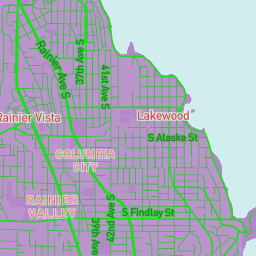 Rainier Ave S
37th Ave S
41st Ave S
Rainier Vista
Lakewood
S Alaska St
COLUMBIA
CITY
RAINIER
VALLEY
S Findlay St
39th Ave
42nd Ave S